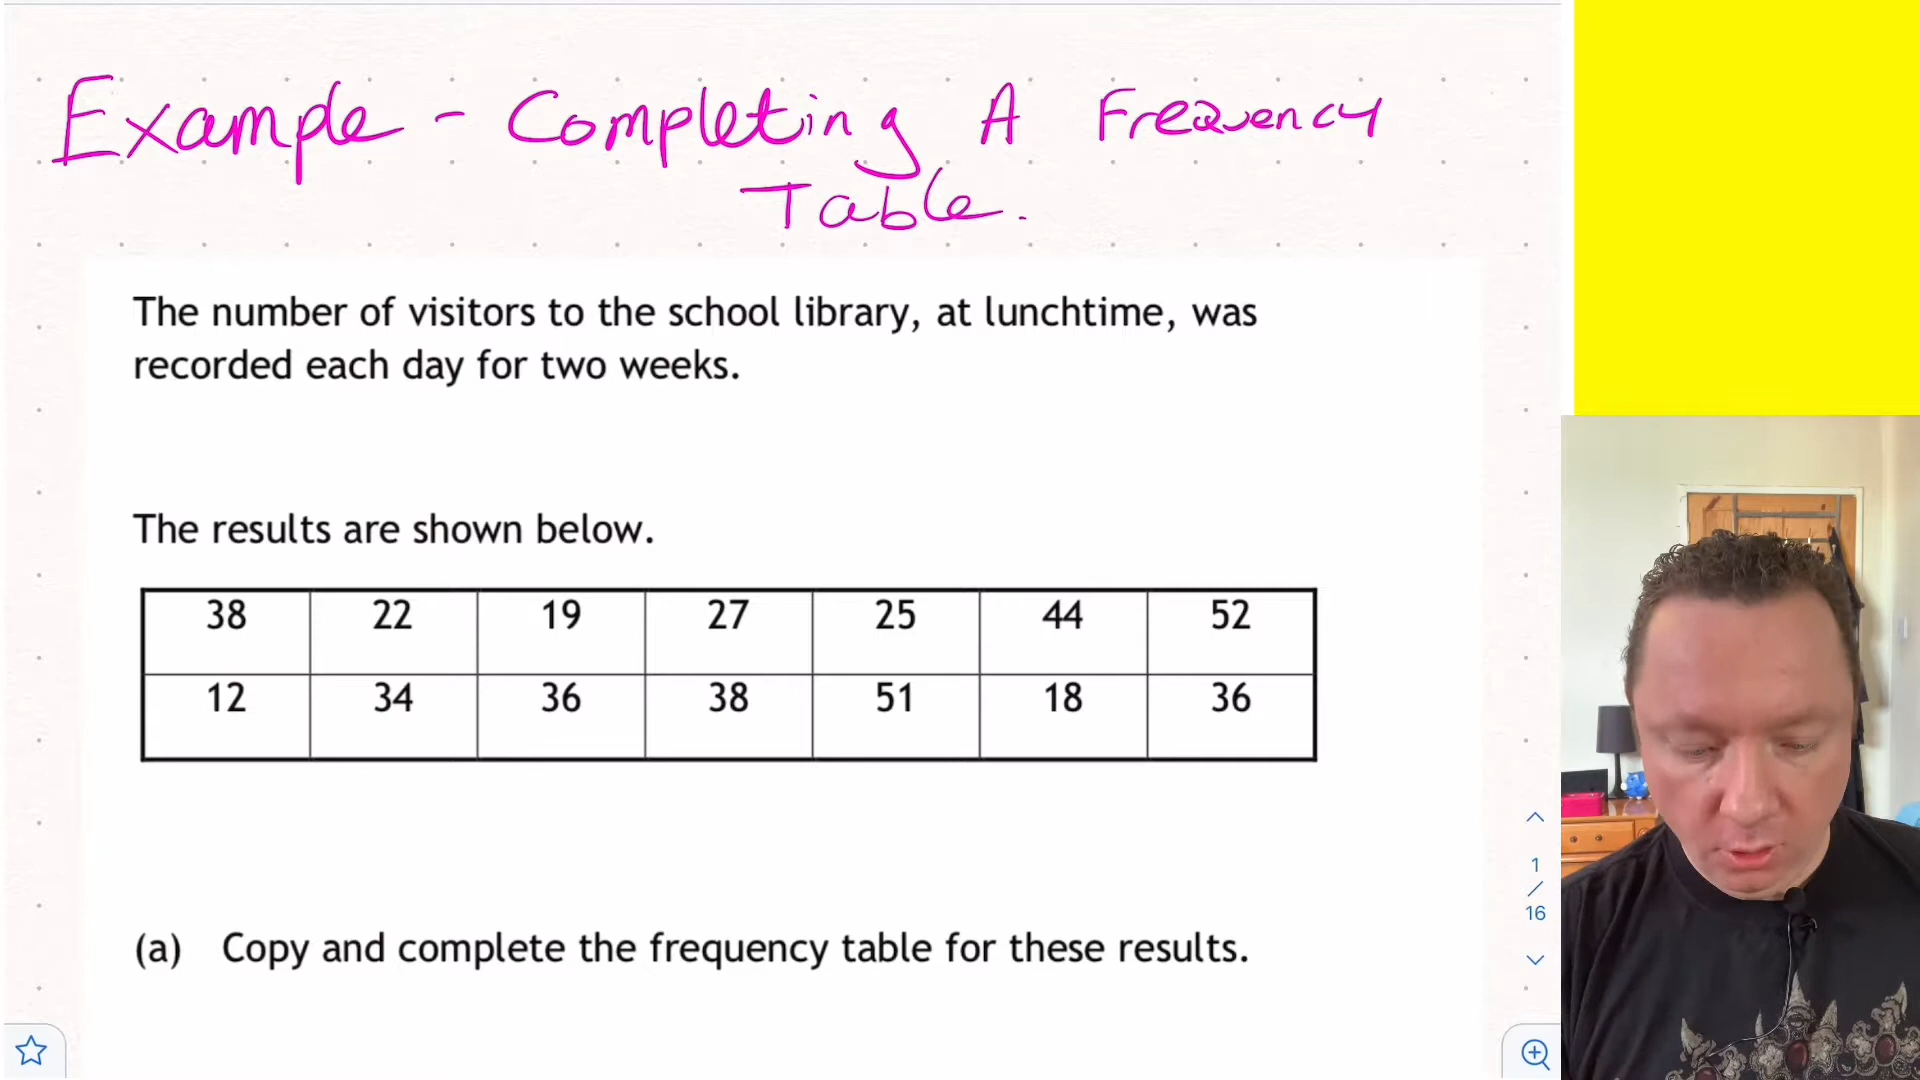 Example - Completing A Frequency
Table.
The number of visitors to the school library, at lunchtime, was
recorded each day for two weeks.
The results are shown below.
38 22 19 27 25 44 52
12 34 36 38 51 18 36
(a) Copy and complete the frequency table for these results.
1
/
16